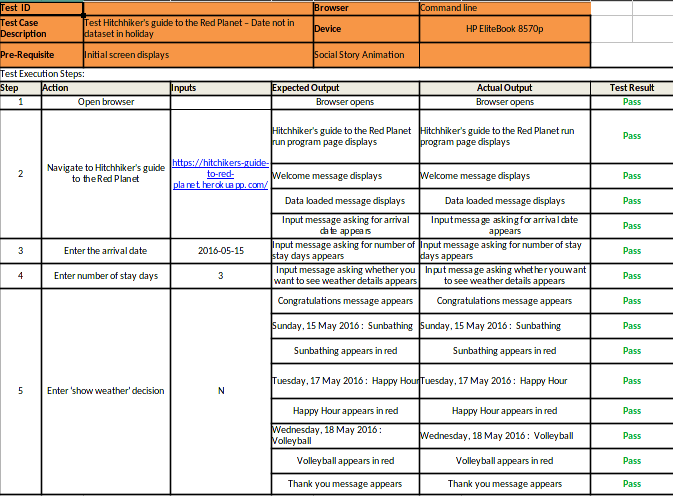 Test ID
Browser
Command line
Test Case
Description
Test Hitchhiker's guide to the Red Planet – Date not in
dataset in holiday
Device
HP EliteBook 8570p
Pre-Requisite
Initial screen displays
Social Story Animation
Test Execution Steps:
Step
Action
Inputs
Expected Output
Actual Output
Test Result
1
Open browser
Browser opens
Browser opens
Pass
2
Navigate to Hitchhiker's guide
to the Red Planet
https://hitchikers-guide-
to-red-
planet.herokuapp.com/
Hitchhiker's guide to the Red Planet
run program page displays
Hitchhiker's guide to the Red Planet run
program page displays
Pass
Welcome message displays
Welcome message displays
Pass
Data loaded message displays
Data loaded message displays
Pass
Input message asking for arrival
date appears
Input message asking for arrival date
appears
Pass
3
Enter the arrival date
2016-05-15
Input message asking for number of
stay days appears
Input message asking for number of stay
days appears
Pass
4
Enter number of stay days
3
Input message asking whether you
want to see weather details appears
Input message asking whether you want
to see weather details appears
Pass
5
Enter 'show weather' decision
N
Congratulations message appears
Congratulations message appears
Pass
Sunday, 15 May 2016 : Sunbathing
Sunday, 15 May 2016 : Sunbathing
Pass
Sunbathing appears in red
Sunbathing appears in red
Pass
Tuesday, 17 May 2016 : Happy Hour
Tuesday, 17 May 2016 : Happy Hour
Pass
Happy Hour appears in red
Happy Hour appears in red
Pass
Wednesday, 18 May 2016 :
Volleyball
Wednesday, 18 May 2016 : Volleyball
Pass
Volleyball appears in red
Volleyball appears in red
Pass
Thank you message appears
Thank you message appears
Pass